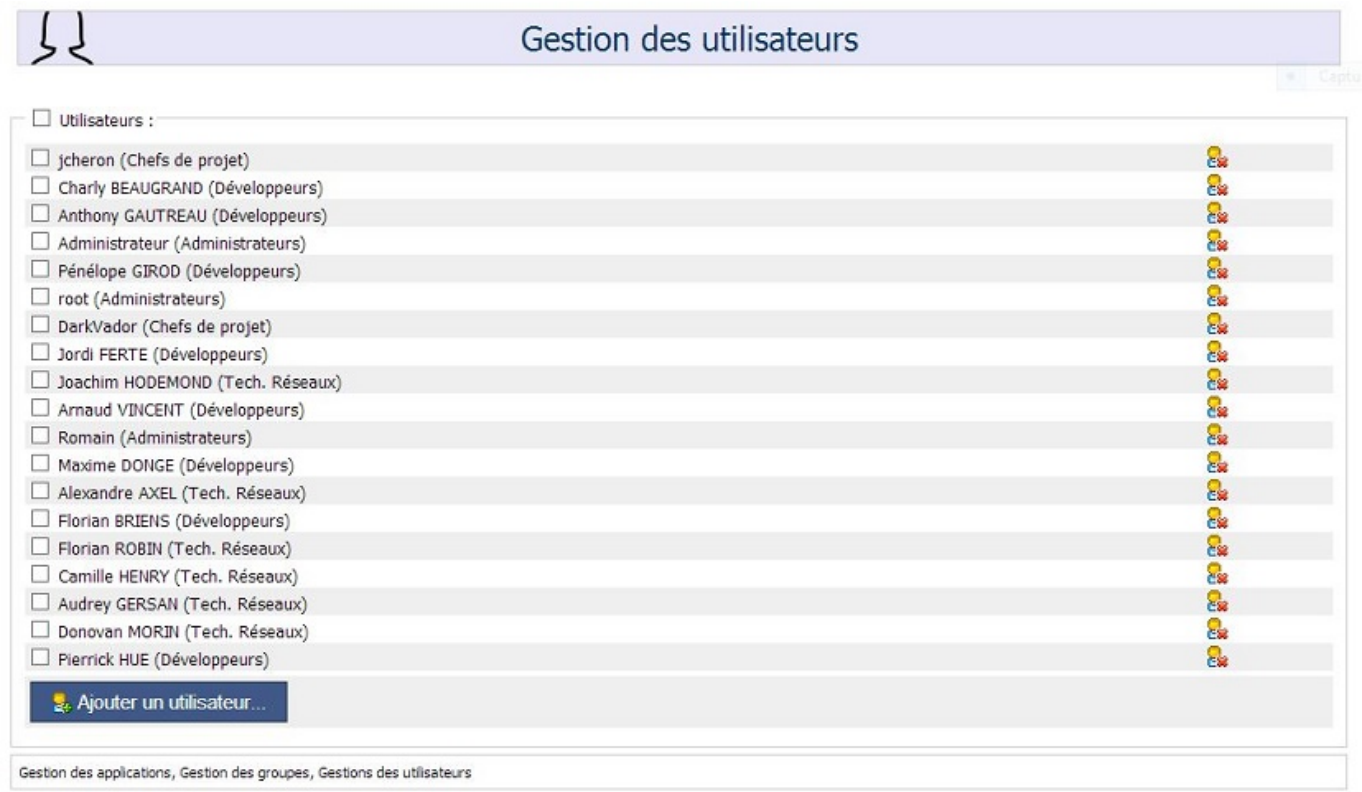 Gestion des utilisateurs
Captu
Utilisateurs :
jcheron (Chefs de projet)
Charly BEAUGRAND (Développeurs)
Anthony GAUTREAU (Développeurs)
Administrateur (Administrateurs)
Pénélope GIROD (Développeurs)
root (Administrateurs)
DarkVador (Chefs de projet)
Jordi FERTE (Développeurs)
Joachim HODEMOND (Tech. Réseaux)
Arnaud VINCENT (Développeurs)
Romain (Administrateurs)
Maxime DONGE (Développeurs)
Alexandre AXEL (Tech. Réseaux)
Florian BRIENS (Développeurs)
Florian ROBIN (Tech. Réseaux)
Camille HENRY (Tech. Réseaux)
Audrey GERSAN (Tech. Réseaux)
Donovan MORIN (Tech. Réseaux)
Pierrick HUE (Développeurs)
Ajouter un utilisateur...
Gestion des applications, Gestion des groupes, Gestions des utilisateurs